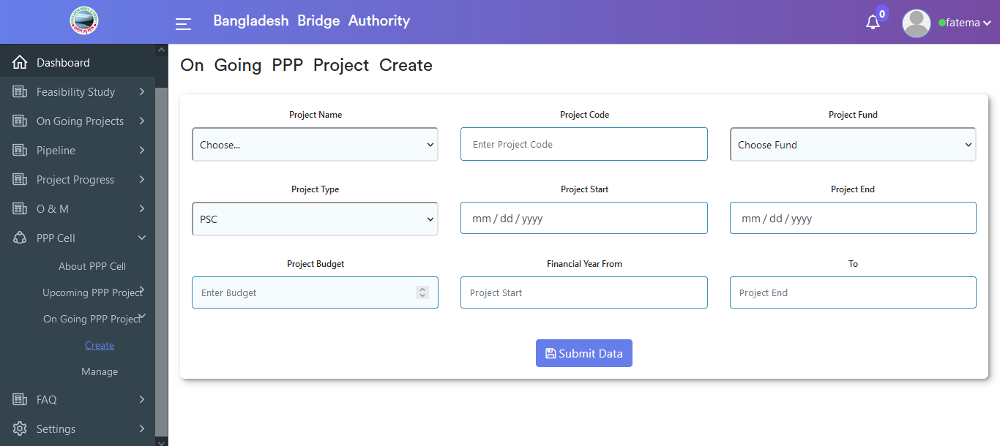 Bangladesh Bridge Authority
0
fatema
Dashboard
Feasibility Study
On Going Projects
Pipeline
Project Progress
O & M
PPP Cell
About PPP Cell
Upcoming PPP Project
On Going PPP Project
Create
Manage
FAQ
Settings
On Going PPP Project Create
Project Name
Project Code
Project Fund
Choose...
Enter Project Code
Choose Fund
Project Type
Project Start
Project End
PSC
mm / dd / yyyy
mm / dd / yyyy
Project Budget
Financial Year From
To
Enter Budget
Project Start
Project End
Submit Data